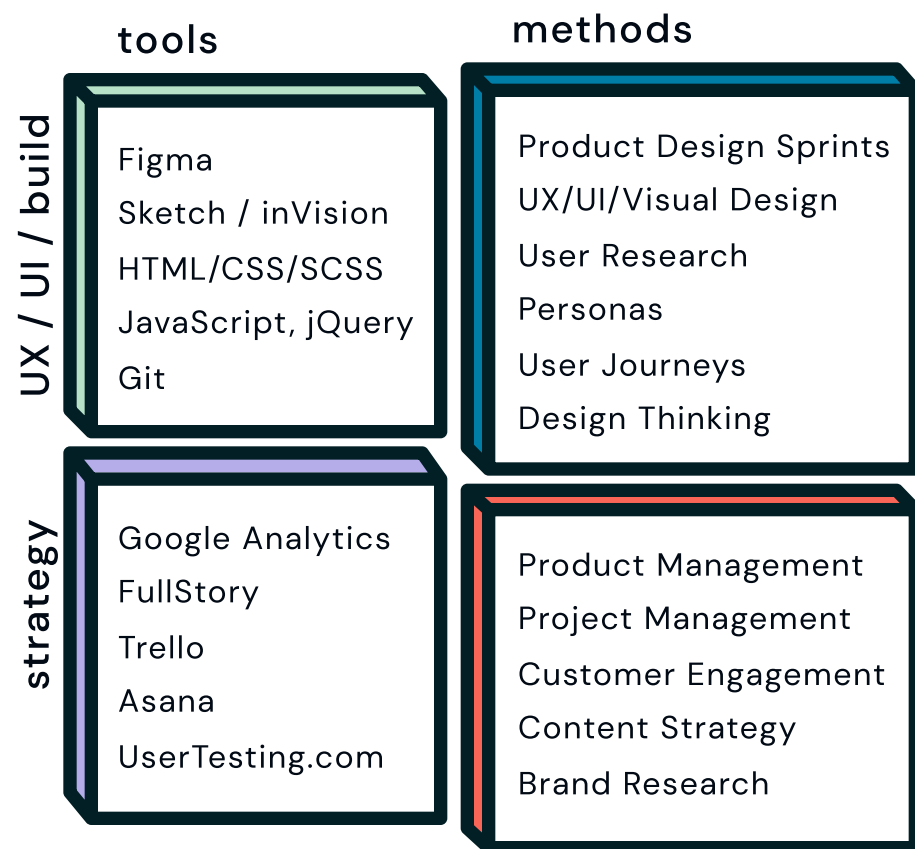 tools
methods
UX / UI / build
Figma
Sketch / inVision
HTML/CSS/SCSS
JavaScript, jQuery
Git
Product Design Sprints
UX/UI/Visual Design
User Research
Personas
User Journeys
Design Thinking
strategy
Google Analytics
FullStory
Trello
Asana
UserTesting.com
Product Management
Project Management
Customer Engagement
Content Strategy
Brand Research